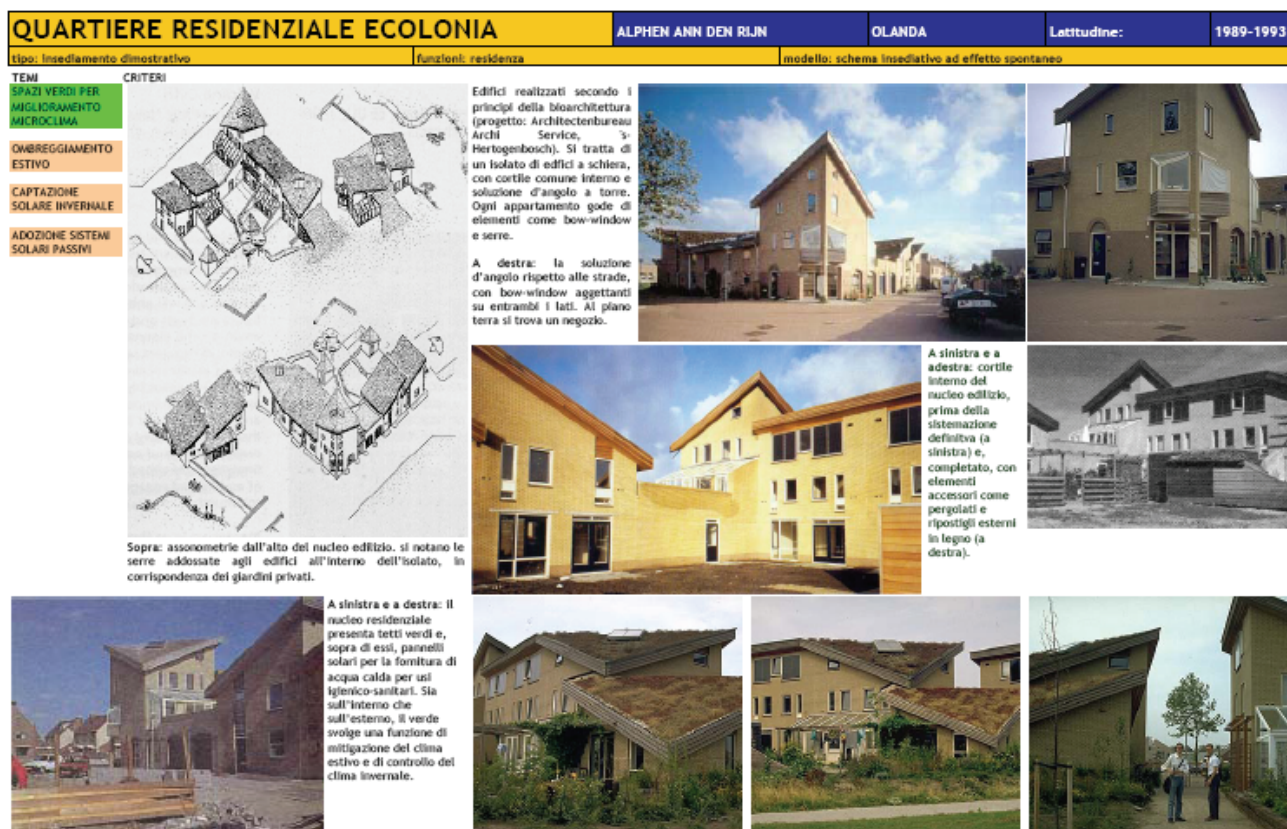 QUARTIERE RESIDENZIALE ECOLONIA
ALPHEN ANN DEN RIJN
OLANDA
Latitudine:
1989-1993
tipo: insediamento dimostrativo
funzioni: residenza
modello: schema insediativo ad effetto spontaneo
TEMI
CRITERI
SPAZI VERDI PER
MIGLIORAMENTO
MICROCLIMA
OMBREGGIAMENTO
ESTIVO
CAPTAZIONE
SOLARE INVERNALE
ADOZIONE SISTEMI
SOLARI PASSIVI
Edifici realizzati secondo i
principi della bioarchitettura
(progetto: Architectenbureau
Archi Service, 's-
Hertogenbosch). Si tratta di
un isolato di edfici a schiera,
con cortile comune interno e
soluzione d'angolo a torre.
Ogni appartamento gode di
elementi come bow-window
e serre.
A destra: la soluzione
d'angolo rispetto alle strade,
con bow-window aggettanti
su entrambi i lati. Al piano
terra si trova un negozio.
A sinistra e a
adestra: cortile
interno del
nucleo edilizio,
prima della
sistemazione
definitva (a
sinistra) e,
completato, con
elementi
accessori come
pergolati e
ripostigli esterni
in legno (a
destra).
Sopra: assonometrie dall'alto del nucleo edilizio. si notano le
serre addossate agli edifici all'interno dell'isolato, in
corrispondenza dei giardini privati.
A sinistra e a destra: il
nucleo residenziale
presenta tetti verdi e,
sopra di essi, pannelli
solari per la fornitura di
acqua calda per usi
igienico-sanitari. Sia
sull'interno che
sull'esterno, il verde
svolge una funzione di
mitigazione del clima
estivo e di controllo del
clima invernale.